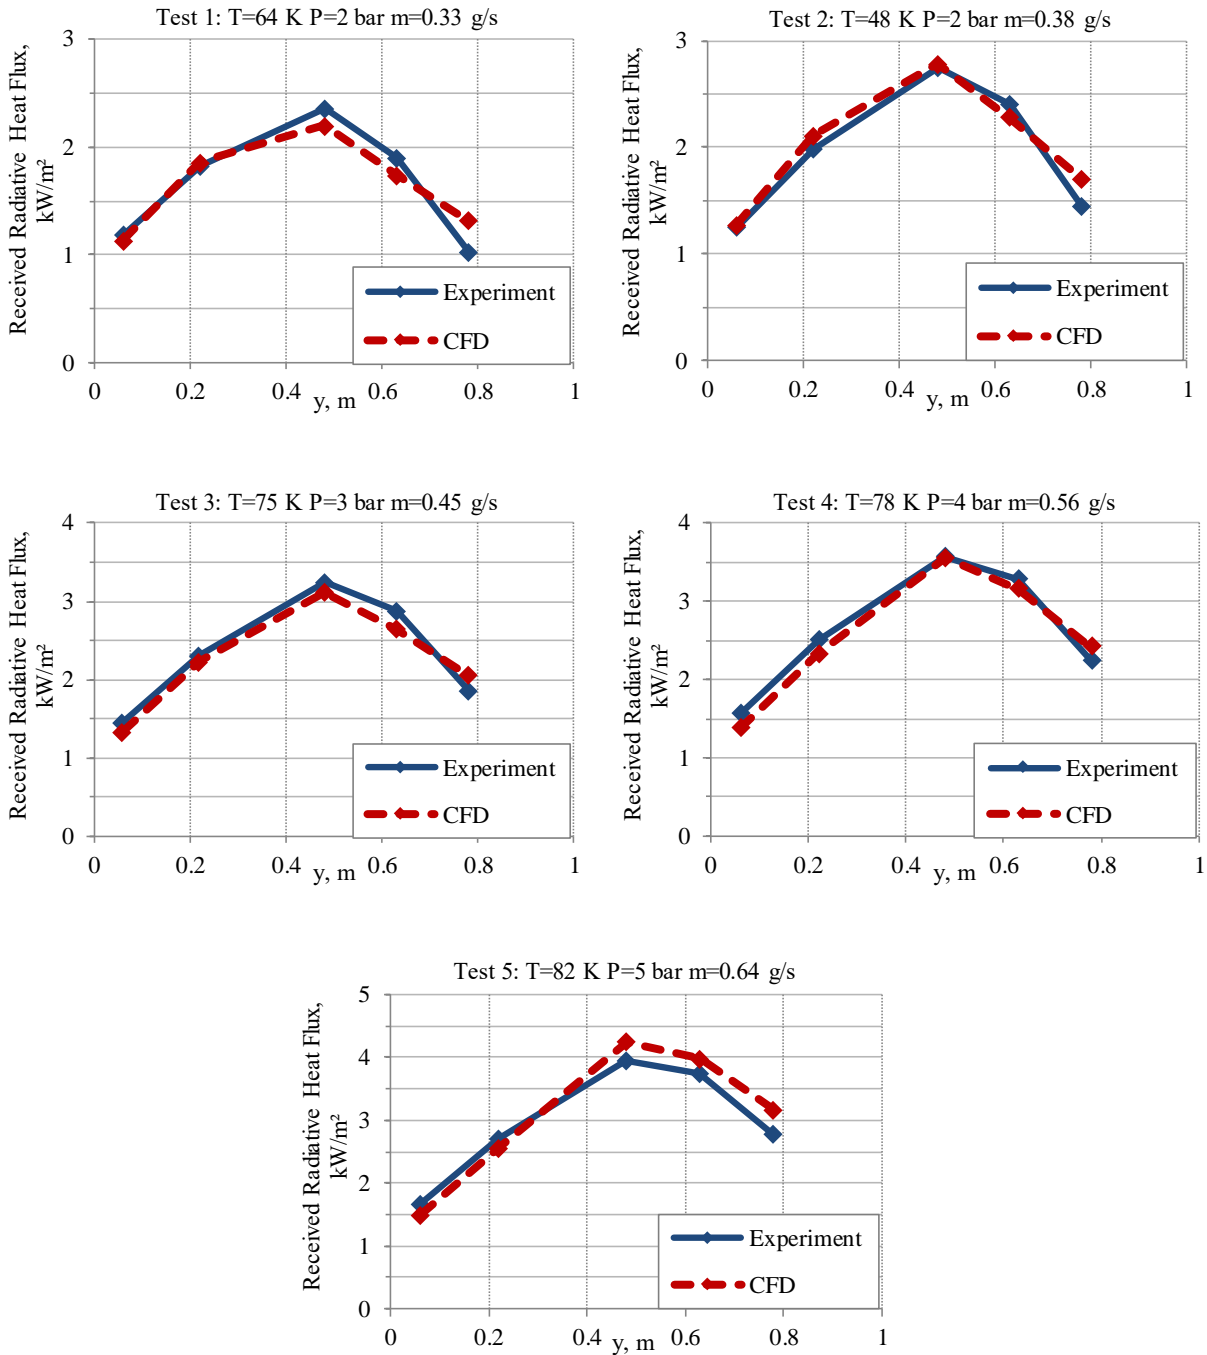 Test 1: T=64 K P=2 bar m=0.33 g/s
Received Radiative Heat Flux,
kW/m²
3
2
1
0
0 0.2 0.4 0.6 0.8 1
y, m
Experiment
CFD
Test 2: T=48 K P=2 bar m=0.38 g/s
Received Radiative Heat Flux,
kW/m²
3
2
1
0
0 0.2 0.4 0.6 0.8 1
y, m
Experiment
CFD
Test 3: T=75 K P=3 bar m=0.45 g/s
Received Radiative Heat Flux,
kW/m²
4
3
2
1
0
0 0.2 0.4 0.6 0.8 1
y, m
Experiment
CFD
Test 4: T=78 K P=4 bar m=0.56 g/s
Received Radiative Heat Flux,
kW/m²
4
3
2
1
0
0 0.2 0.4 0.6 0.8 1
y, m
Experiment
CFD
Test 5: T=82 K P=5 bar m=0.64 g/s
Received Radiative Heat Flux,
kW/m²
5
4
3
2
1
0
0 0.2 0.4 0.6 0.8 1
y, m
Experiment
CFD